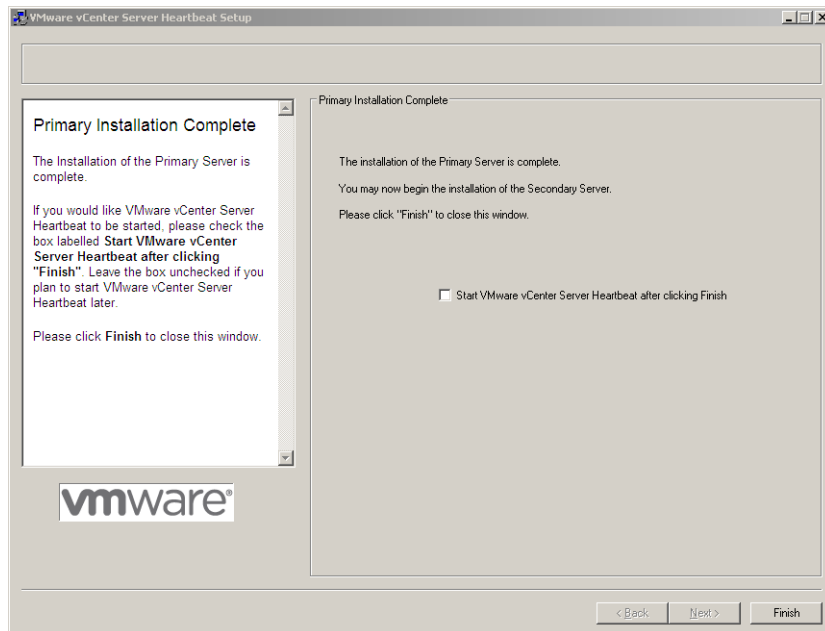 VMware vCenter Server Heartbeat Setup
Primary Installation Complete
The Installation of the Primary Server is
complete.
If you would like VMware vCenter Server
Heartbeat to be started, please check the
box labelled Start VMware vCenter
Server Heartbeat after clicking
"Finish". Leave the box unchecked if you
plan to start VMware vCenter Server
Heartbeat later.
Please click Finish to close this window.
vmware®
Primary Installation Complete
The installation of the Primary Server is complete.
You may now begin the installation of the Secondary Server.
Please click "Finish" to close this window.
Start VMware vCenter Server Heartbeat after clicking Finish
< Back
Next >
Finish